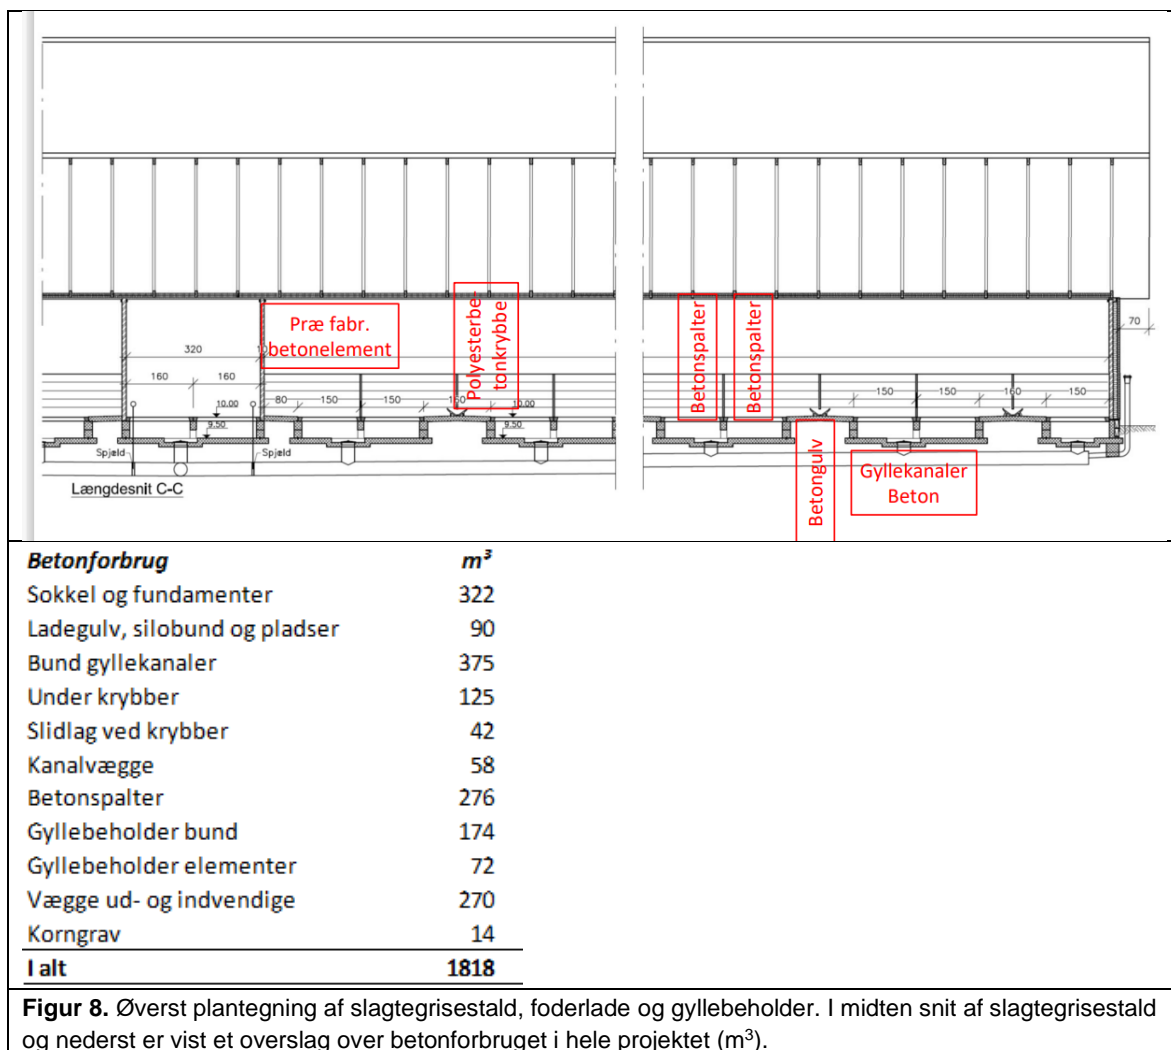 Præ fabr.
betonelement
Polyesterbe-
tonkrybbe
Betonspalter
Betonspalter
70
320
160
160
80
150
150
160
150
150
160
150
10.00
10.00
9.50
9.50
Spjæld
Spjæld
Betongulv
Gyllekanaler
Beton
Længdesnit C-C
Betonforbrug m³
Sokkel og fundamenter 322
Ladegulv, silobund og pladser 90
Bund gyllekanaler 375
Under krybber 125
Slidlag ved krybber 42
Kanalvægge 58
Betonspalter 276
Gyllebeholder bund 174
Gyllebeholder elementer 72
Vægge ud- og indvendige 270
Korngrav 14
I alt 1818
Figur 8. Øverst plantegning af slagtegrisestald, foderlade og gyllebeholder. I midten snit af slagtegrisestald
og nederst er vist et overslag over betonforbruget i hele projektet (m³).